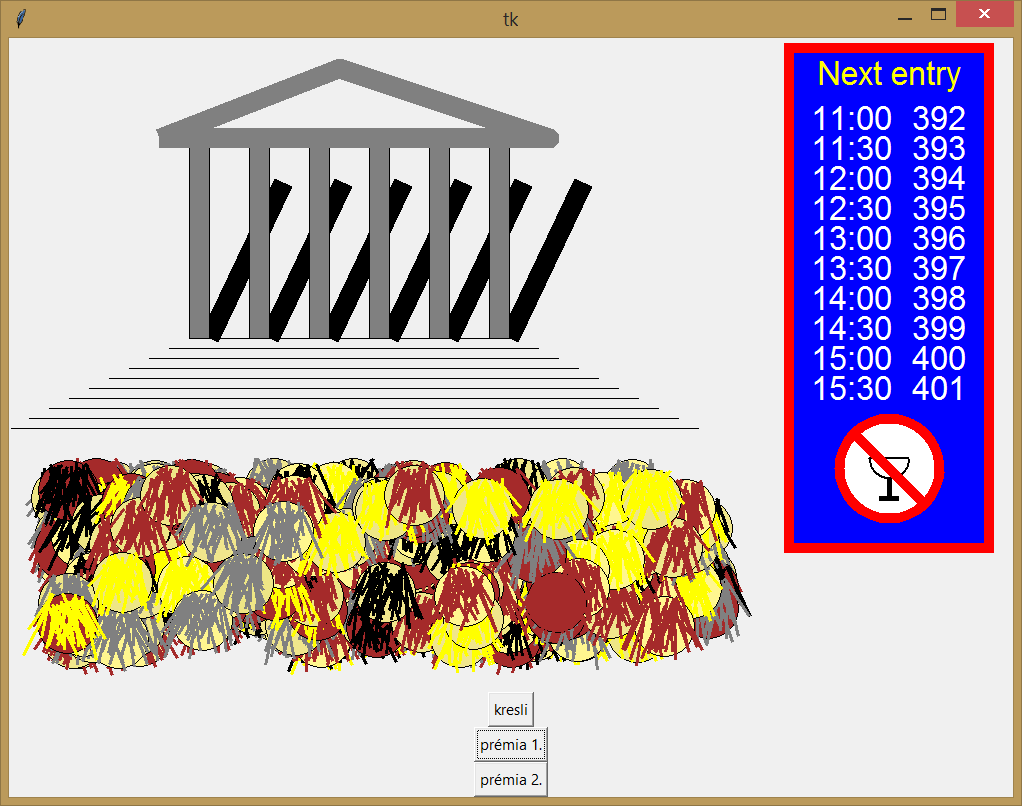 tk
Next entry
11:00 392
11:30 393
12:00 394
12:30 395
13:00 396
13:30 397
14:00 398
14:30 399
15:00 400
15:30 401
kresli
prémia 1.
prémia 2.